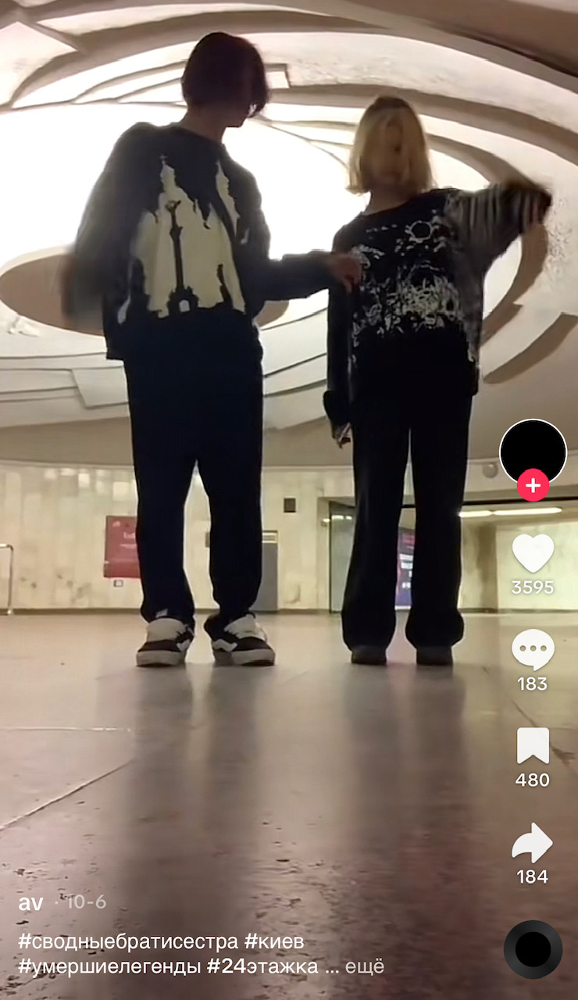 3595
183
480
184
av · 10-6
#сводныебратисестра #киев
#умершиелегенды #24этажка ... ещё